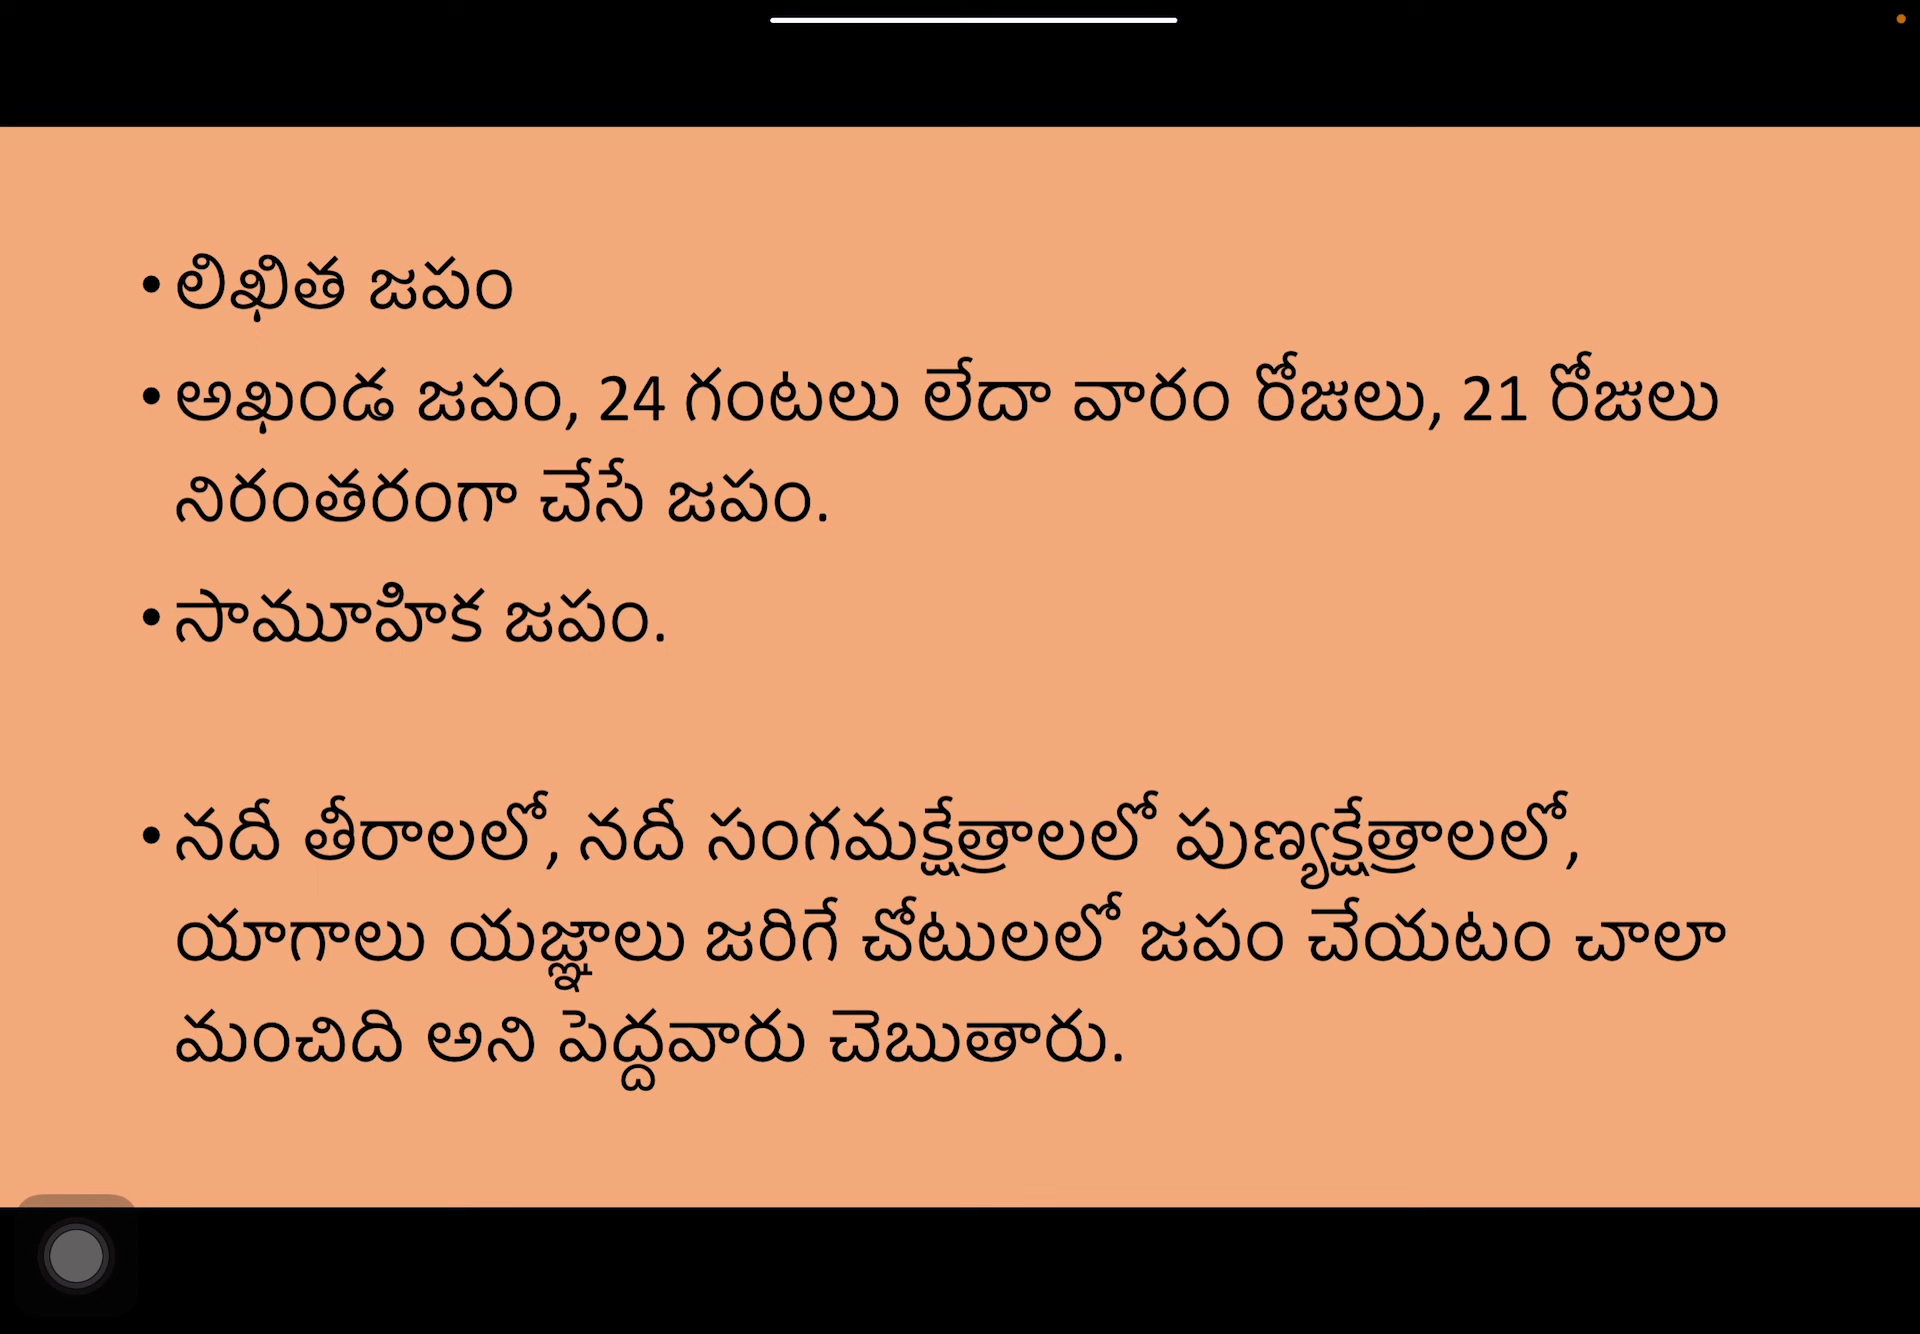 • లిఖిత జపం
• అఖండ జపం, 24 గంటలు లేదా వారం రోజులు, 21 రోజులు
నిరంతరంగా చేసే జపం.
• సామూహిక జపం.
• నదీ తీరాలలో, నదీ సంగమక్షేత్రాలలో పుణ్యక్షేత్రాలలో,
యాగాలు యజ్ఞాలు జరిగే చోటులలో జపం చేయటం చాలా
మంచిది అని పెద్దవారు చెబుతారు.